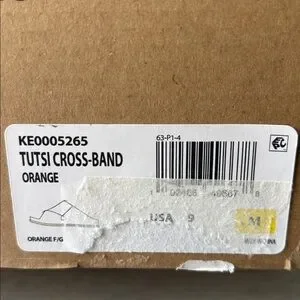 KE0005265
63-P1-4
TUTSI CROSS-BAND
ORANGE
USA 9
M
ORANGE F/G